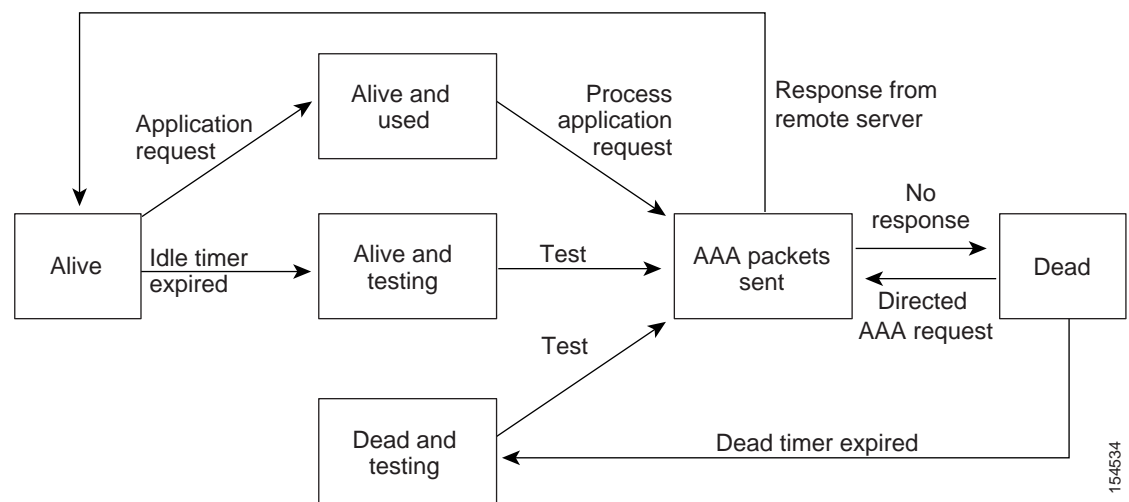 Alive and
used
Process
application
request
Response from
remote server
Application
request
No
response
Alive
Idle timer
expired
Alive and
testing
Test
AAA packets
sent
Dead
Directed
AAA request
Test
Dead and
testing
Dead timer expired
154534